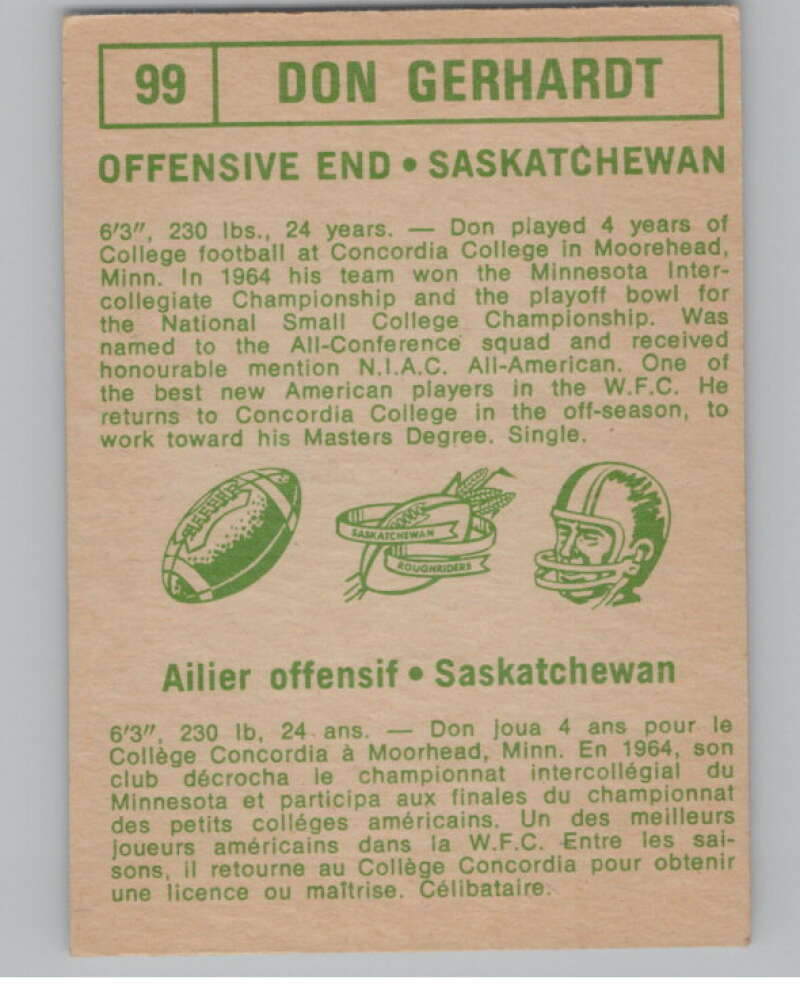 99 DON GERHARDT
OFFENSIVE END • SASKATCHEWAN
6'3", 230 lbs., 24 years. — Don played 4 years of
College football at Concordia College in Moorehead,
Minn. In 1964 his team won the Minnesota Inter-
collegiate Championship and the playoff bowl for
the National Small College Championship. Was
named to the All-Conference squad and received
honourable mention N.I.A.C. All-American. One of
the best new American players in the W.F.C. He
returns to Concordia College in the off-season, to
work toward his Masters Degree. Single.
SASKATCHEWAN
ROUGHRIDERS
Ailier offensif • Saskatchewan
6'3", 230 lb, 24 ans. — Don joua 4 ans pour le
Collège Concordia à Moorhead, Minn. En 1964, son
club décrocha le championnat intercollégial du
Minnesota et participa aux finales du championnat
des petits colléges américains. Un des meilleurs
joueurs américains dans la W.F.C. Entre les sai-
sons, il retourne au Collège Concordia pour obtenir
une licence ou maîtrise. Célibataire.